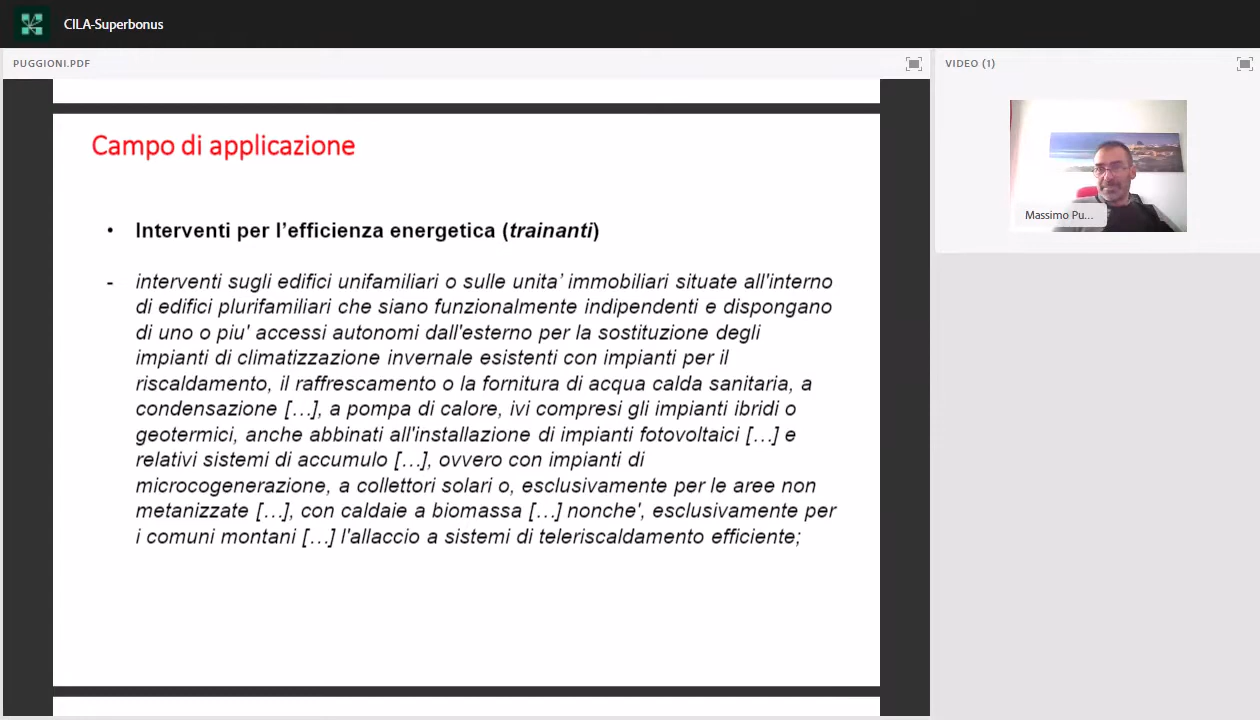 CILA-Superbonus
PUGGIONI.PDF
VIDEO (1)
Campo di applicazione
• Interventi per l’efficienza energetica (trainanti)
- interventi sugli edifici unifamiliari o sulle unita’ immobiliari situate all'interno
di edifici plurifamiliari che siano funzionalmente indipendenti e dispongano
di uno o piu' accessi autonomi dall'esterno per la sostituzione degli
impianti di climatizzazione invernale esistenti con impianti per il
riscaldamento, il raffrescamento o la fornitura di acqua calda sanitaria, a
condensazione […], a pompa di calore, ivi compresi gli impianti ibridi o
geotermici, anche abbinati all'installazione di impianti fotovoltaici […] e
relativi sistemi di accumulo […], ovvero con impianti di
microcogenerazione, a collettori solari o, esclusivamente per le aree non
metanizzate […], con caldaie a biomassa […] nonche', esclusivamente per
i comuni montani […] l'allaccio a sistemi di teleriscaldamento efficiente;
Massimo Pu...